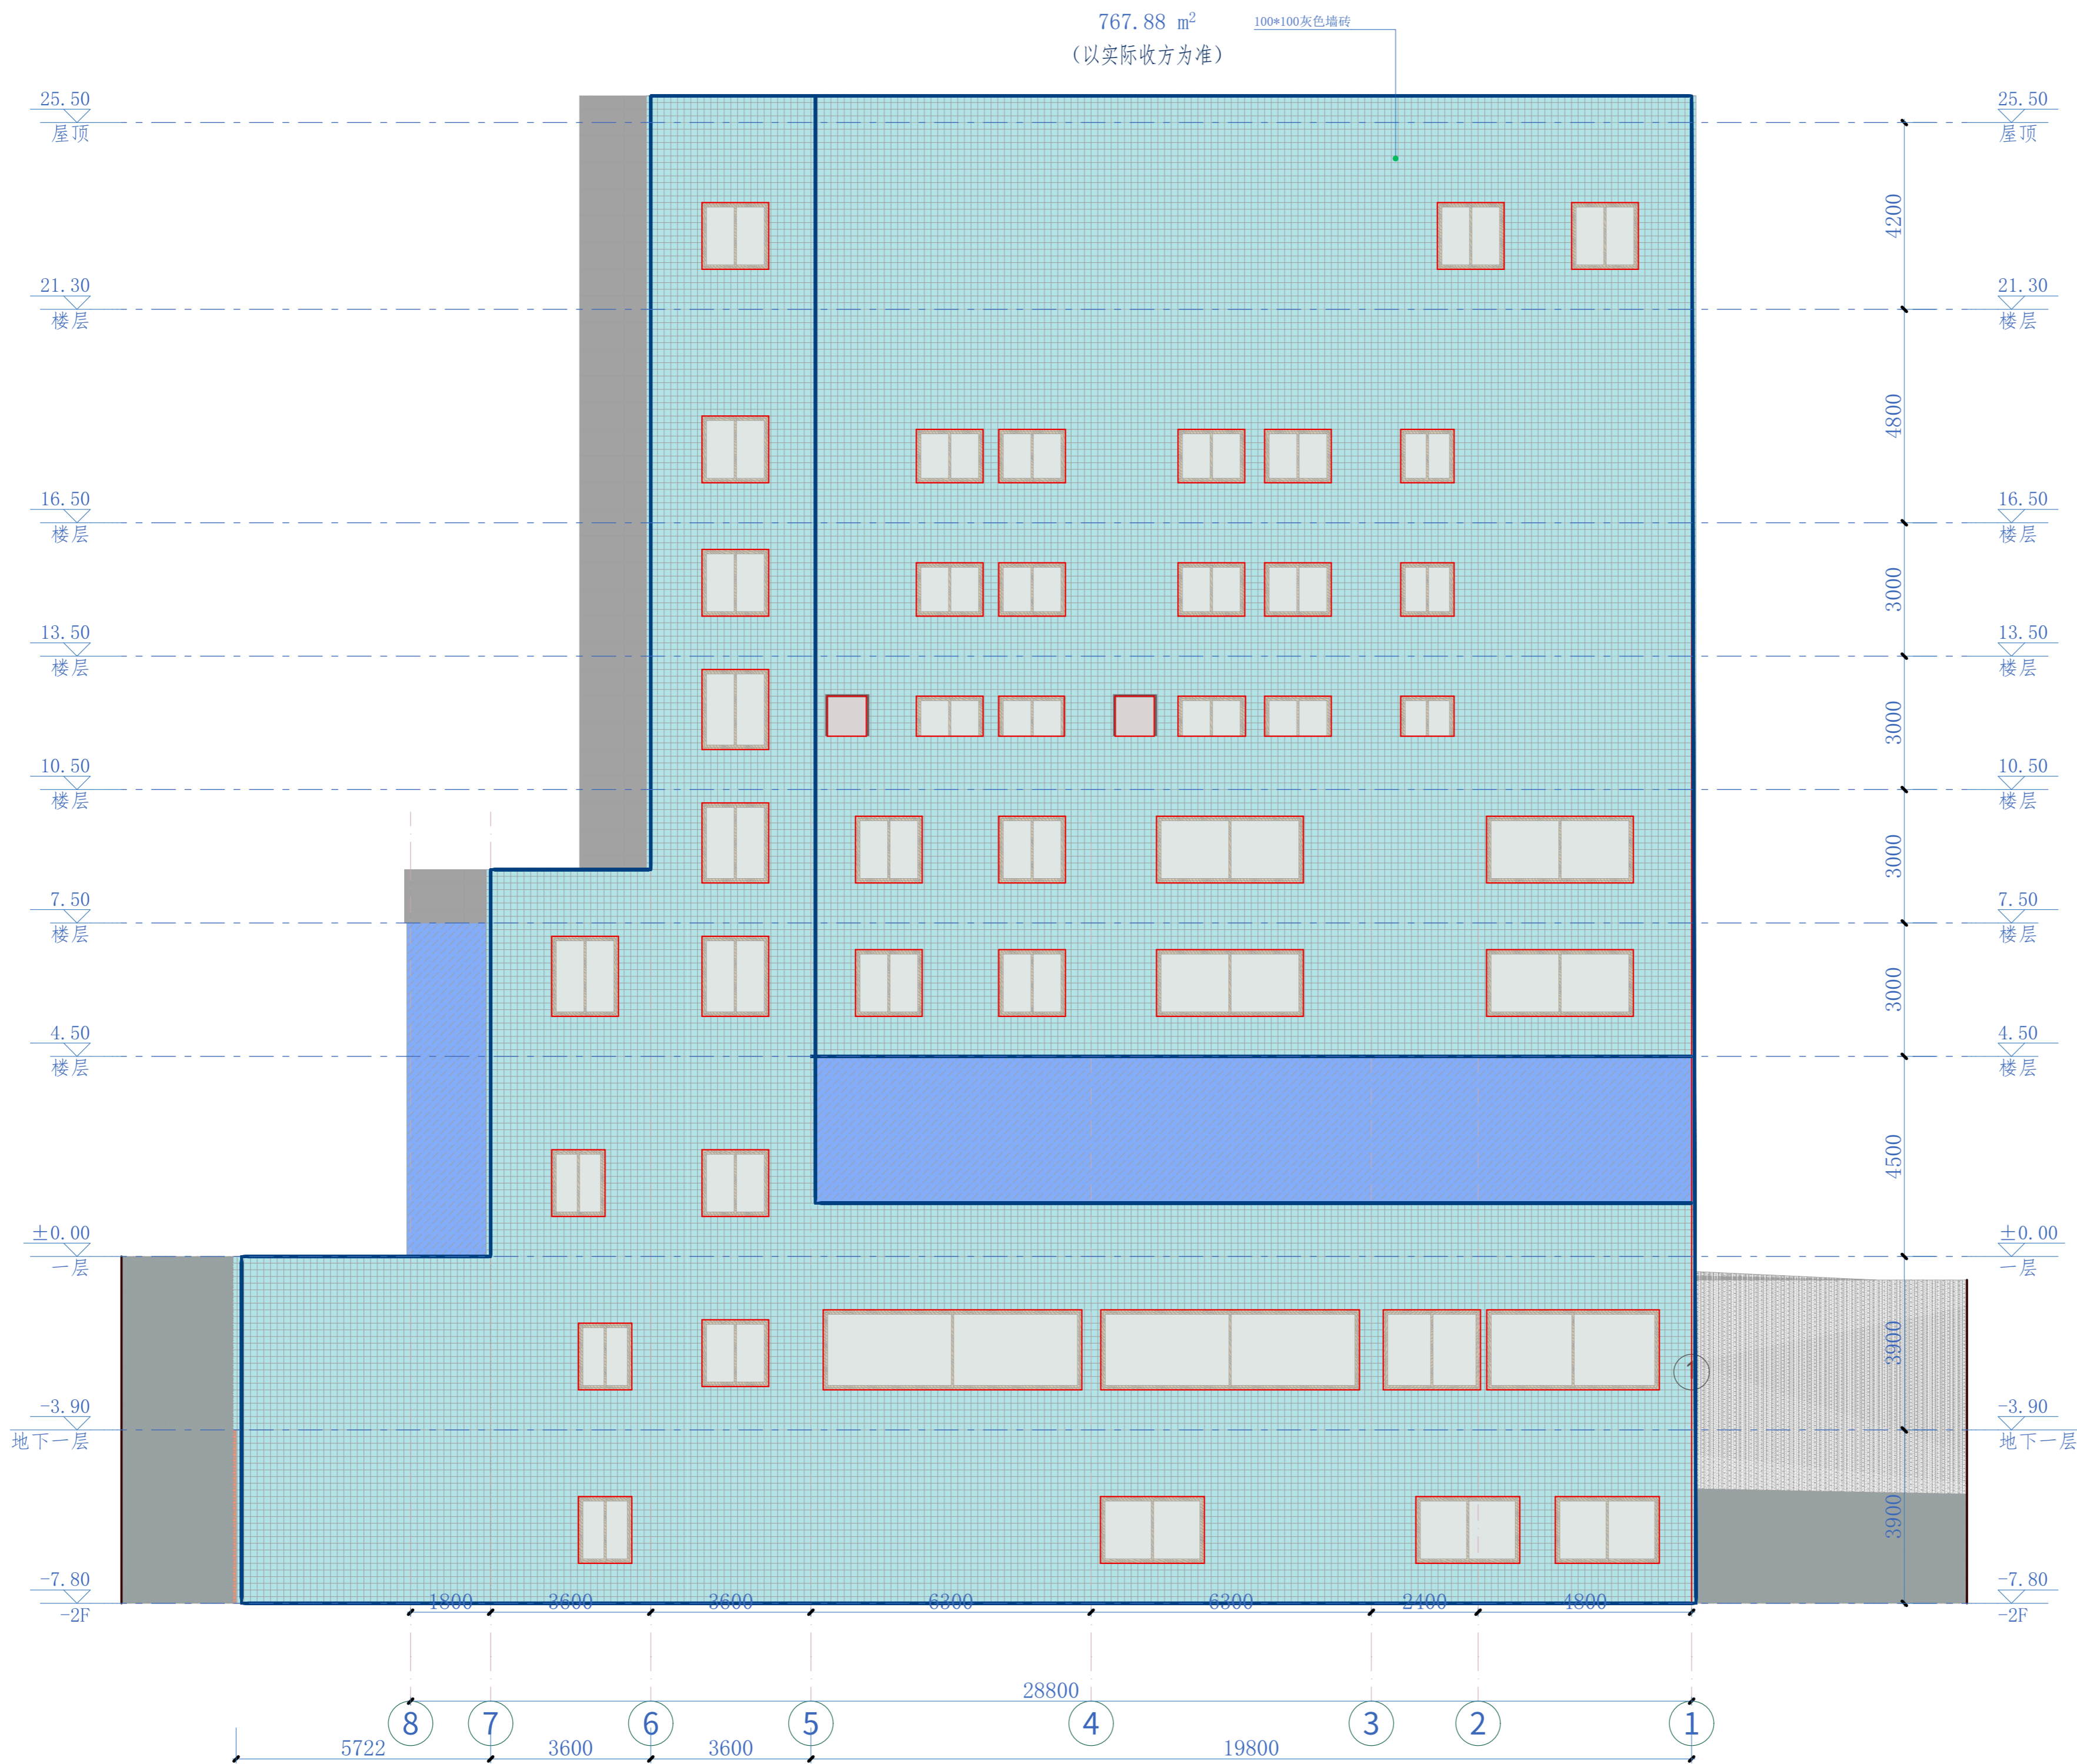 767.88 m²
100*100灰色墙砖
（以实际收方为准）
25.50
屋顶
25.50
屋顶
4200
21.30
楼层
21.30
楼层
4800
16.50
楼层
16.50
楼层
3000
13.50
楼层
13.50
楼层
3000
10.50
楼层
10.50
楼层
3000
7.50
楼层
7.50
楼层
3000
4.50
楼层
4.50
楼层
4500
±0.00
一层
±0.00
一层
3900
1
-3.90
地下一层
-3.90
地下一层
3900
-7.80
-2F
-7.80
-2F
1800
3600
3600
6300
6300
2400
4800
28800
8
7
6
5
4
3
2
1
5722
3600
3600
19800